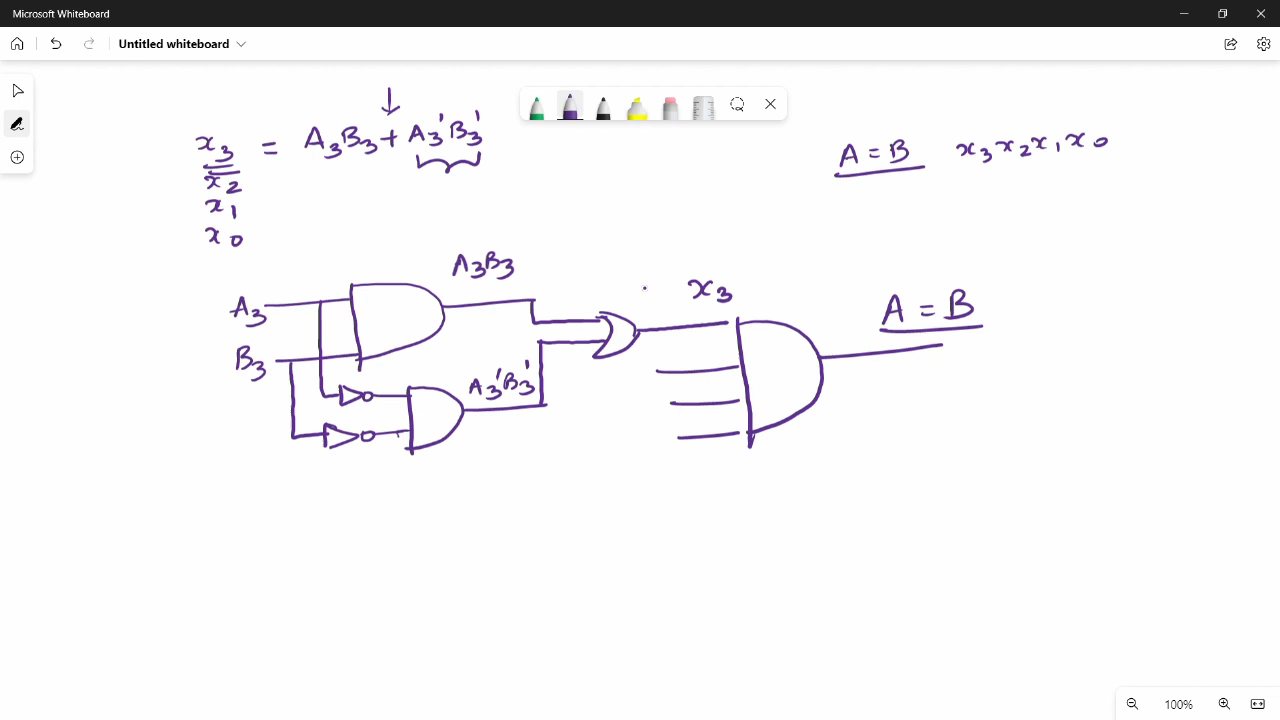 Microsoft Whiteboard
Untitled whiteboard
x₃ = A₃B₃ + A₃'B₃'
x₂
x₁
x₀
A = B x₃x₂x₁x₀
A₃B₃
x₃
A₃
A = B
B₃
A₃'B₃'
100%